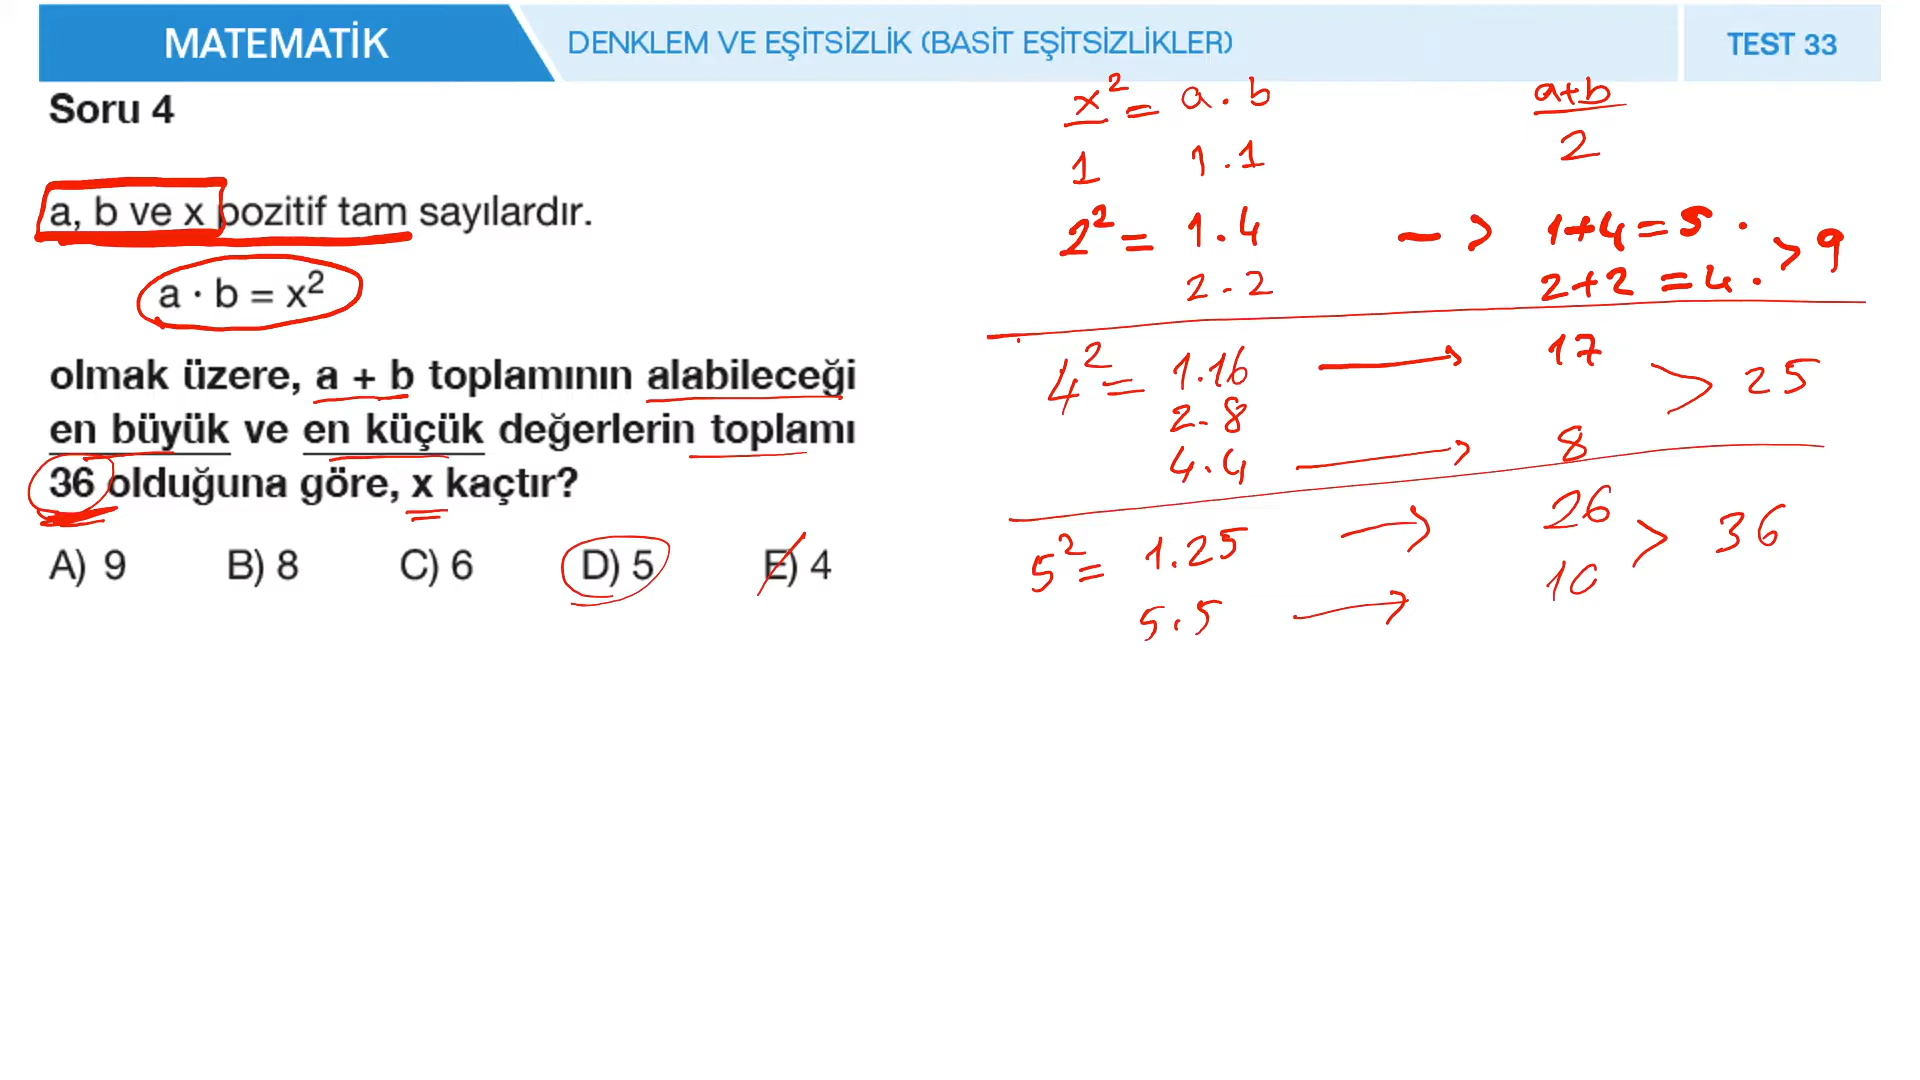 MATEMATİK
DENKLEM VE EŞİTSİZLİK (BASİT EŞİTSİZLİKLER)
TEST 33
Soru 4
a, b ve x pozitif tam sayılardır.
a · b = x²
olmak üzere, a + b toplamının alabileceği
en büyük ve en küçük değerlerin toplamı
36 olduğuna göre, x kaçtır?
A) 9 B) 8 C) 6 D) 5 E) 4
x² = a . b a+b
2
1 1 . 1
2² = 1 . 4 -> 1+4 = 5 . > 9
2 - 2 2+2 = 4 .
4² = 1.16 → 17 > 25
2 - 8
4 . 4 → 8
5² = 1.25 → 26 > 36
5 . 5 → 10